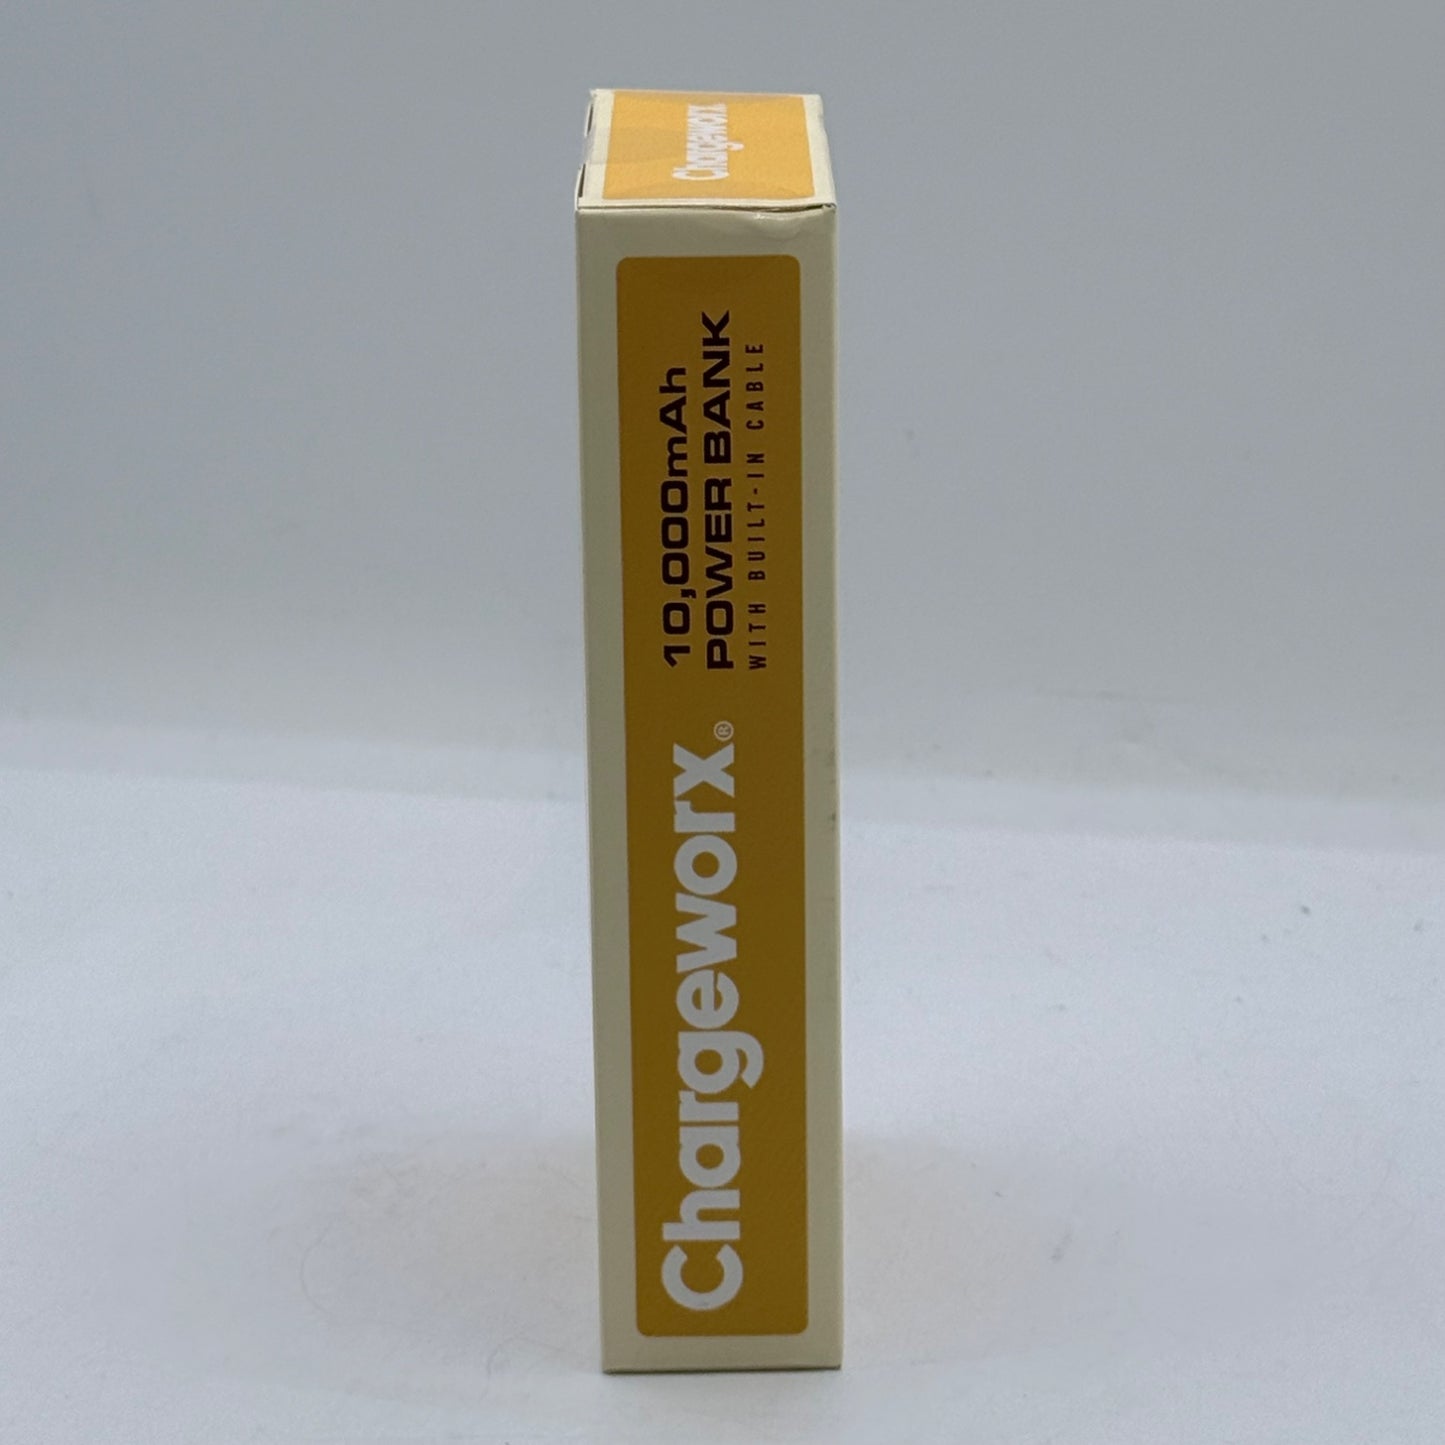 Chargeworx
10,000mAh
POWER BANK
WITH BUILT-IN CABLE
Chargeworx®